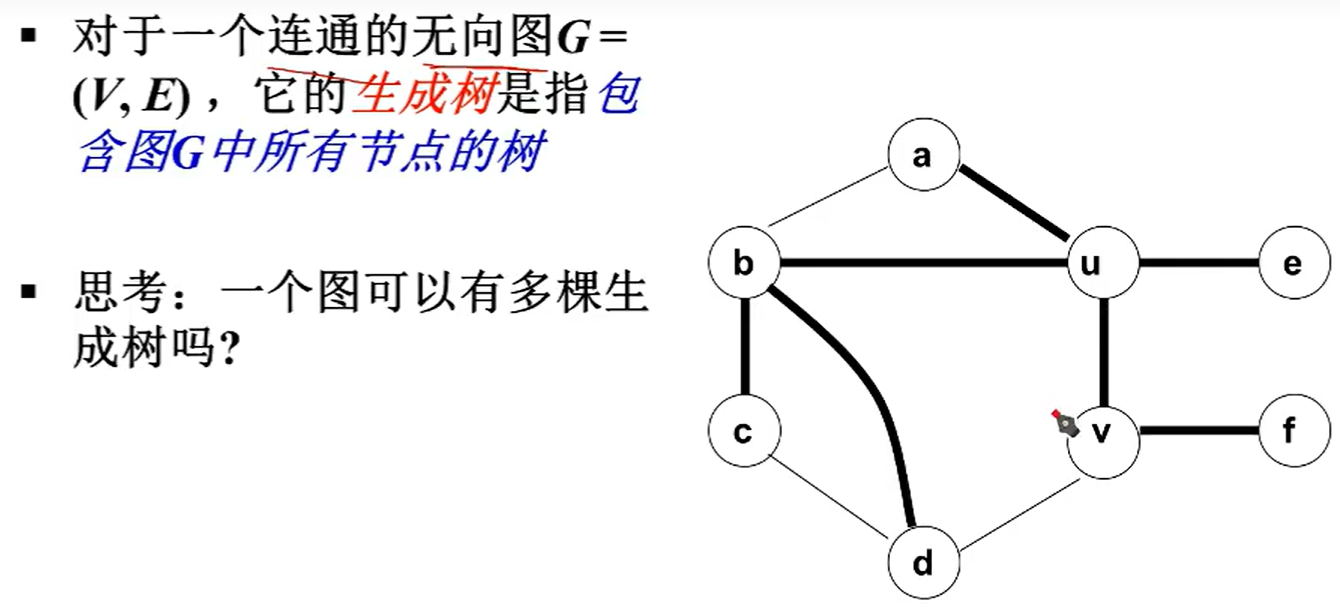 ▪ 对于一个连通的无向图G =
(V, E) ，它的生成树是指包
含图G中所有节点的树
▪ 思考：一个图可以有多棵生
成树吗?
a
b
u
e
c
v
f
d